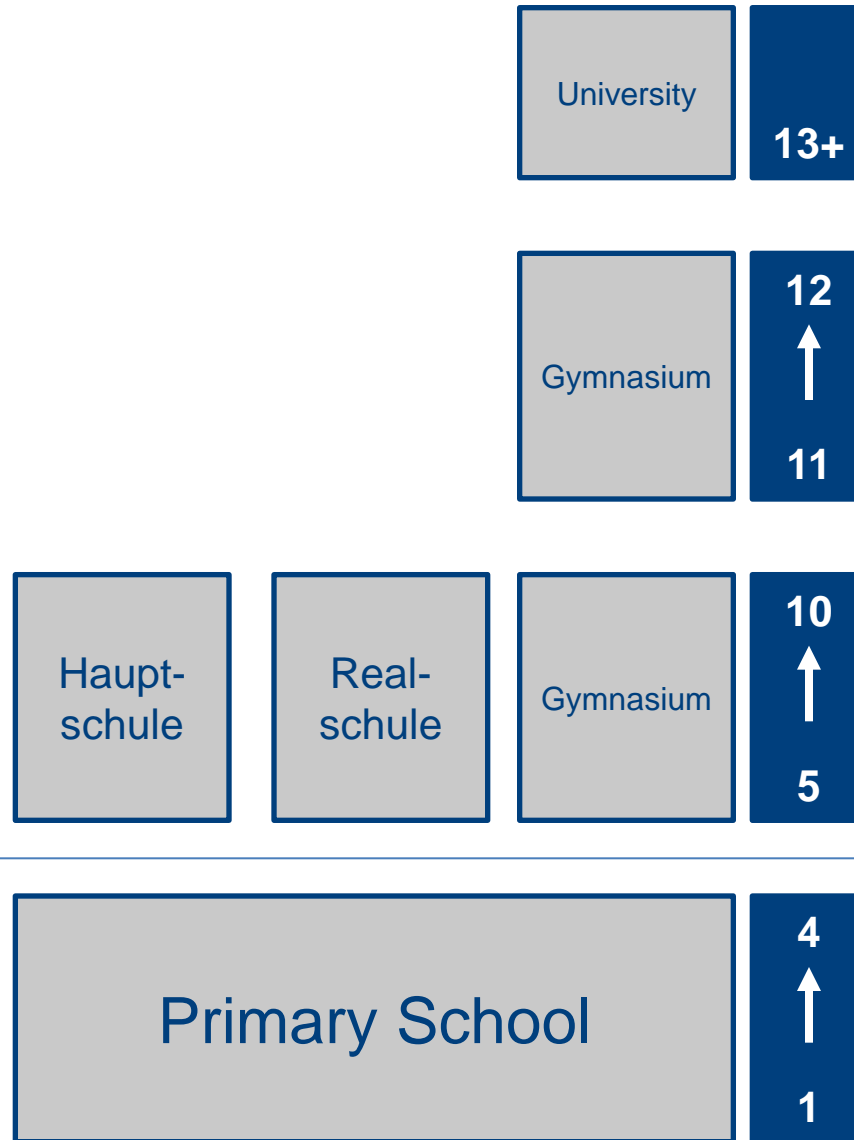 University
13+
12
Gymnasium
11
10
Haupt-
schule
Real-
schule
Gymnasium
5
4
Primary School
1